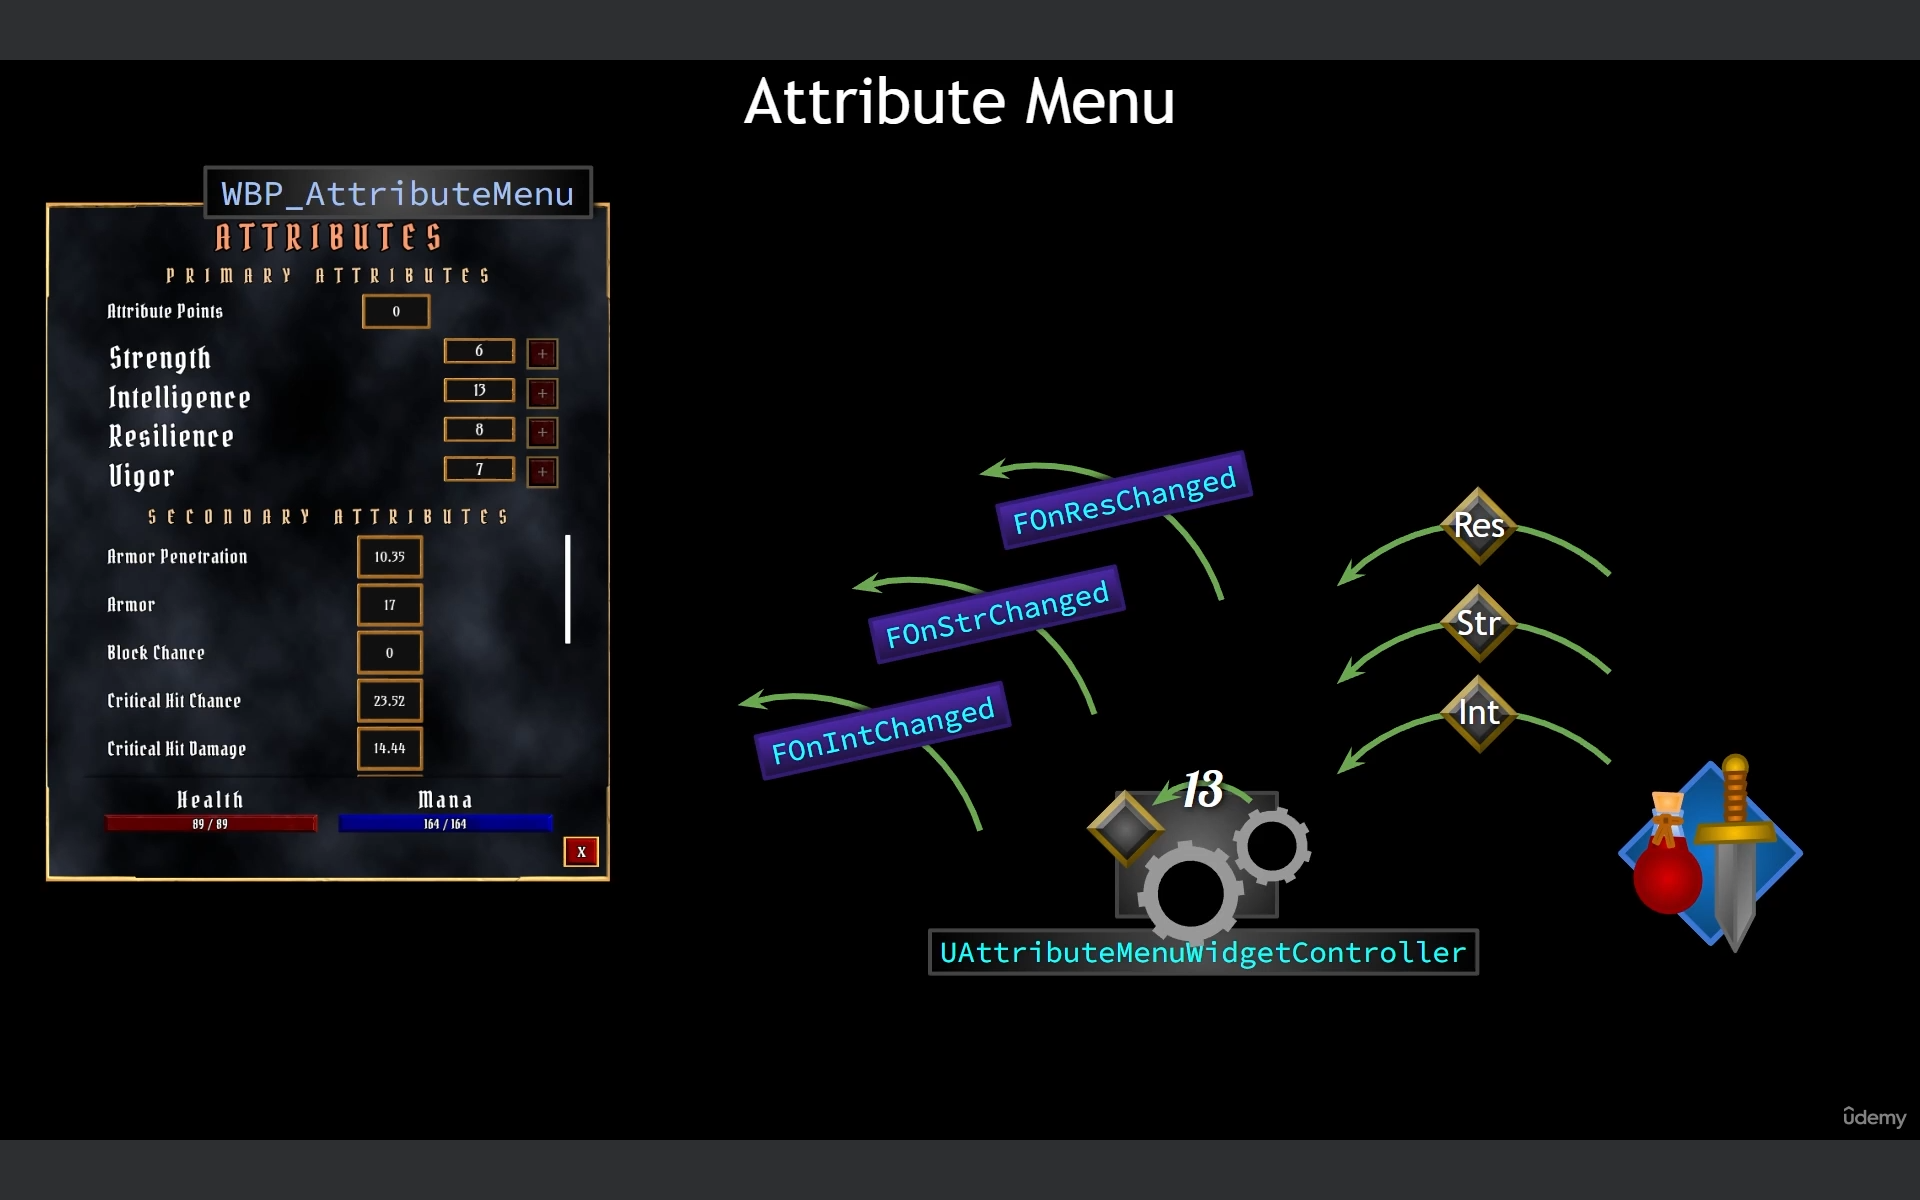 Attribute Menu
WBP_AttributeMenu
ATTRIBUTES
PRIMARY ATTRIBUTES
Attribute Points 0
Strength 6 +
Intelligence 13 +
Resilience 8 +
Vigor 7 +
SECONDARY ATTRIBUTES
Armor Penetration 10.35
Armor 17
Block Chance 0
Critical Hit Chance 23.52
Critical Hit Damage 14.44
Health Mana
89 / 89 164 / 164
X
FOnResChanged
FOnStrChanged
FOnIntChanged
Res
Str
Int
13
UAttributeMenuWidgetController
ûdemy